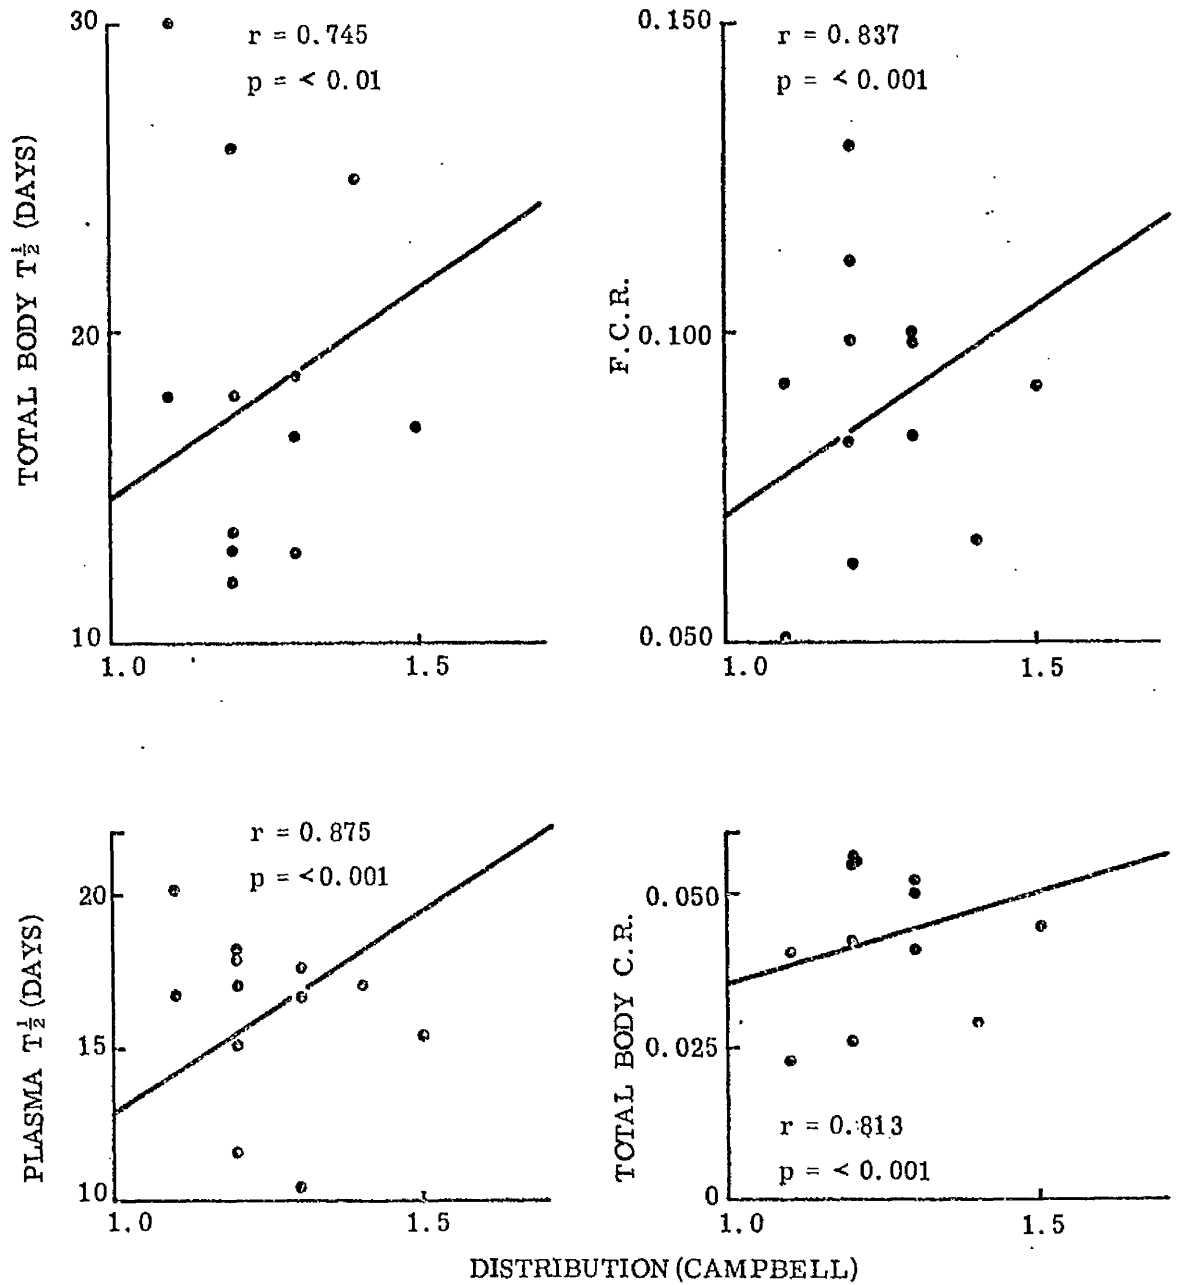 30
r = 0.745
p = < 0.01
TOTAL BODY T½ (DAYS)
20
10
1.0
1.5
0.150
r = 0.837
p = < 0.001
F.C.R.
0.100
0.050
1.0
1.5
r = 0.875
p = <0.001
PLASMA T½ (DAYS)
20
15
10
1.0
1.5
TOTAL BODY C.R.
0.050
0.025
r = 0.813
p = < 0.001
0
1.0
1.5
DISTRIBUTION (CAMPBELL)